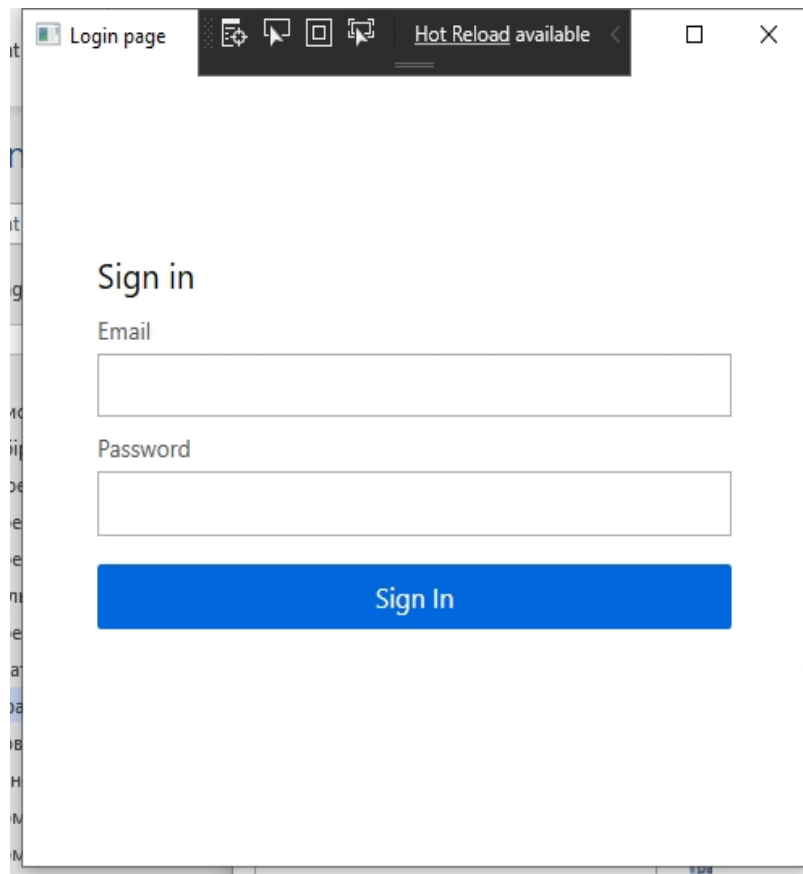 Login page
Hot Reload available
Sign in
Email
Password
Sign In